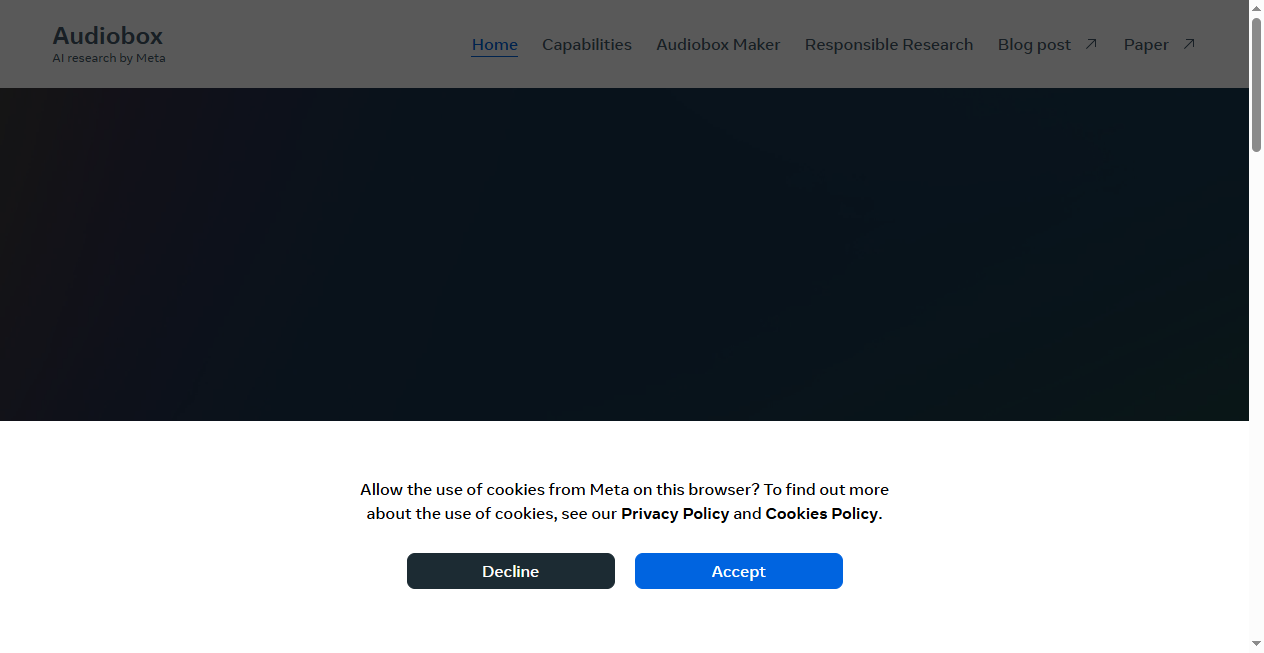 Audiobox
AI research by Meta
Home Capabilities Audiobox Maker Responsible Research Blog post Paper
Allow the use of cookies from Meta on this browser? To find out more
about the use of cookies, see our Privacy Policy and Cookies Policy.
Decline Accept